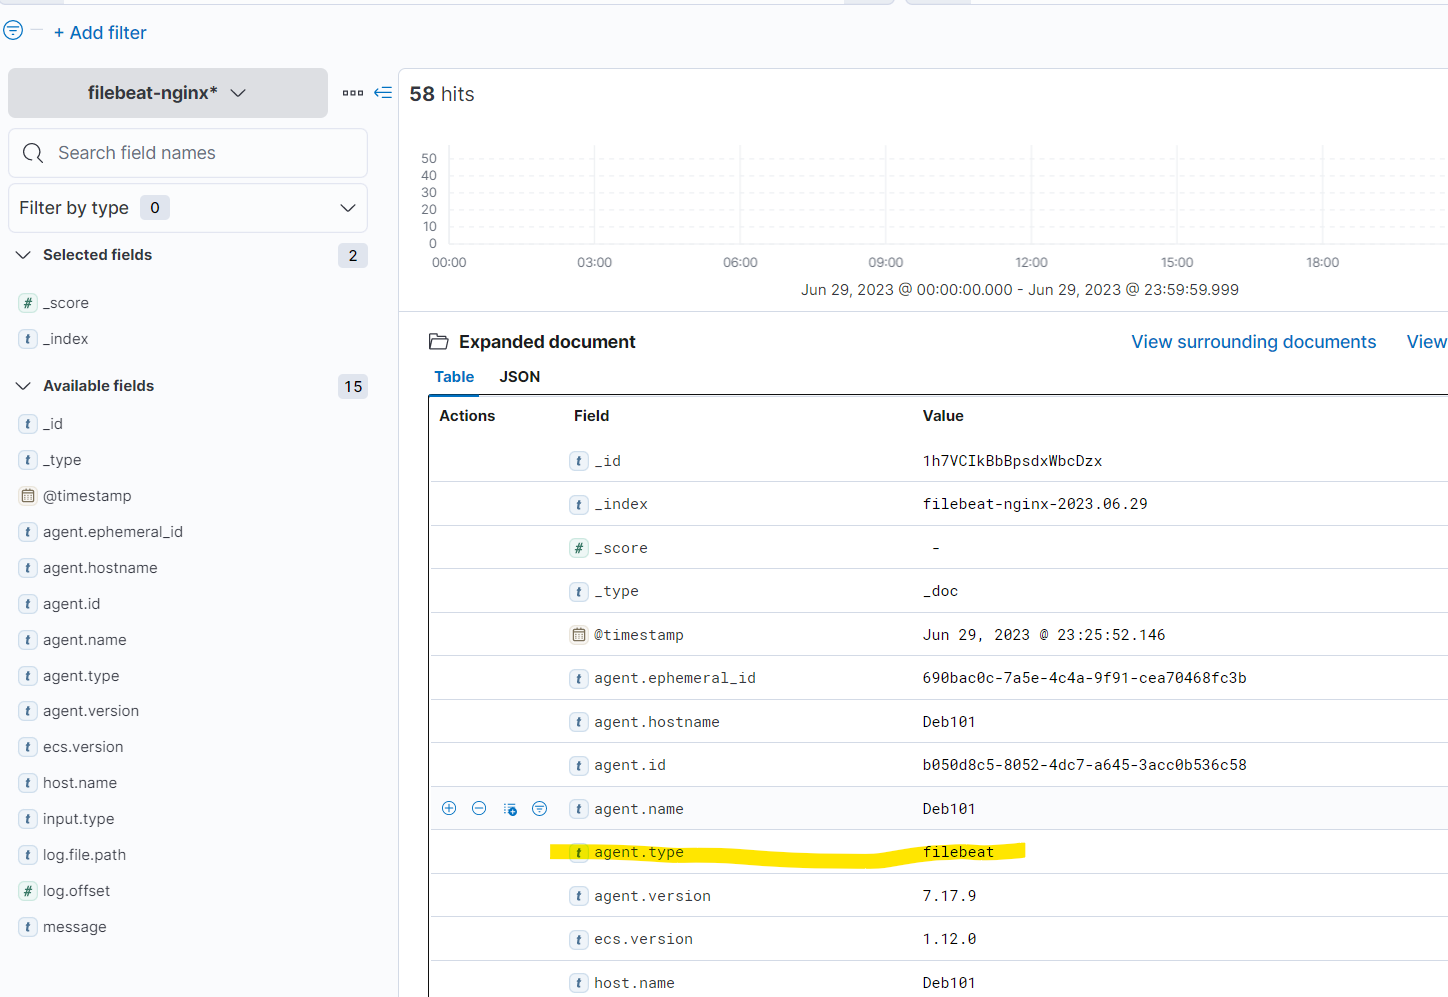 + Add filter
filebeat-nginx*
58 hits
Search field names
Filter by type 0
Selected fields 2
# _score
t _index
Available fields 15
t _id
t _type
@timestamp
t agent.ephemeral_id
t agent.hostname
t agent.id
t agent.name
t agent.type
t agent.version
t ecs.version
t host.name
t input.type
t log.file.path
# log.offset
t message
50
40
30
20
10
0
00:00 03:00 06:00 09:00 12:00 15:00 18:00
Jun 29, 2023 @ 00:00:00.000 - Jun 29, 2023 @ 23:59:59.999
Expanded document View surrounding documents View
Table JSON
Actions Field Value
t _id 1h7VCIkBbBpsdxWbcDzx
t _index filebeat-nginx-2023.06.29
# _score -
t _type _doc
@timestamp Jun 29, 2023 @ 23:25:52.146
t agent.ephemeral_id 690bac0c-7a5e-4c4a-9f91-cea70468fc3b
t agent.hostname Deb101
t agent.id b050d8c5-8052-4dc7-a645-3acc0b536c58
t agent.name Deb101
t agent.type filebeat
t agent.version 7.17.9
t ecs.version 1.12.0
t host.name Deb101